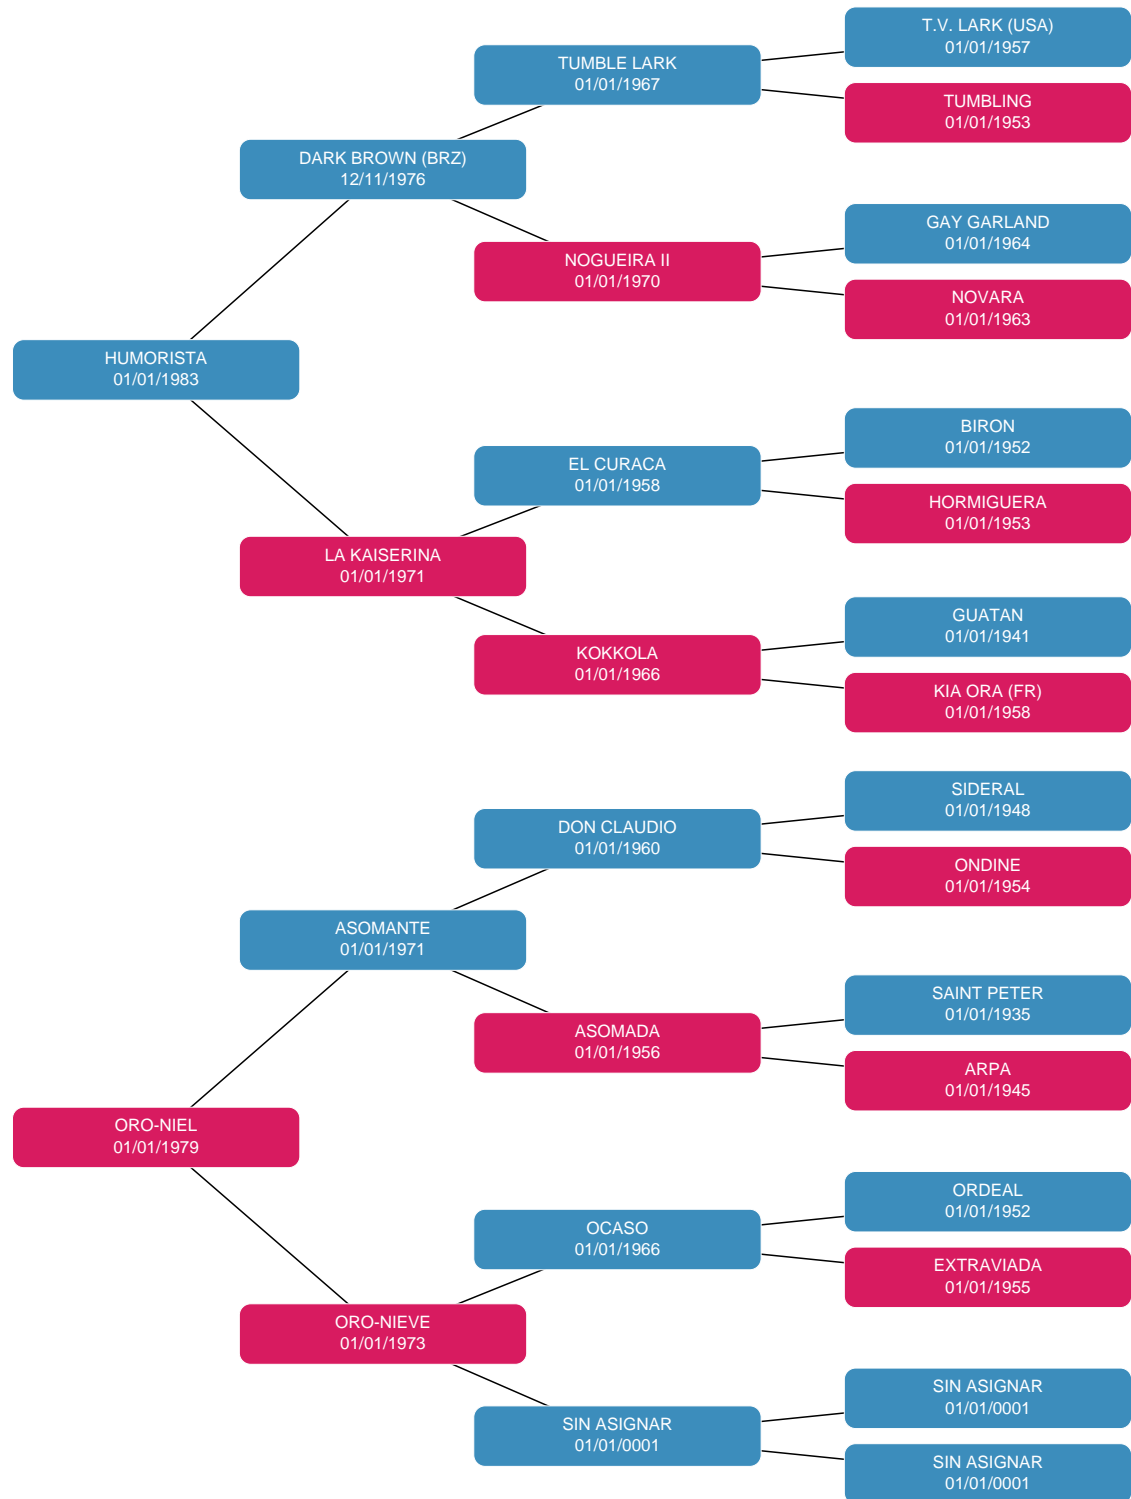 T.V. LARK (USA)
01/01/1957
TUMBLE LARK
01/01/1967
TUMBLING
01/01/1953
DARK BROWN (BRZ)
12/11/1976
GAY GARLAND
01/01/1964
NOGUEIRA II
01/01/1970
NOVARA
01/01/1963
HUMORISTA
01/01/1983
BIRON
01/01/1952
EL CURACA
01/01/1958
HORMIGUERA
01/01/1953
LA KAISERINA
01/01/1971
GUATAN
01/01/1941
KOKKOLA
01/01/1966
KIA ORA (FR)
01/01/1958
SIDERAL
01/01/1948
DON CLAUDIO
01/01/1960
ONDINE
01/01/1954
ASOMANTE
01/01/1971
SAINT PETER
01/01/1935
ASOMADA
01/01/1956
ARPA
01/01/1945
ORO-NIEL
01/01/1979
ORDEAL
01/01/1952
OCASO
01/01/1966
EXTRAVIADA
01/01/1955
ORO-NIEVE
01/01/1973
SIN ASIGNAR
01/01/0001
SIN ASIGNAR
01/01/0001
SIN ASIGNAR
01/01/0001